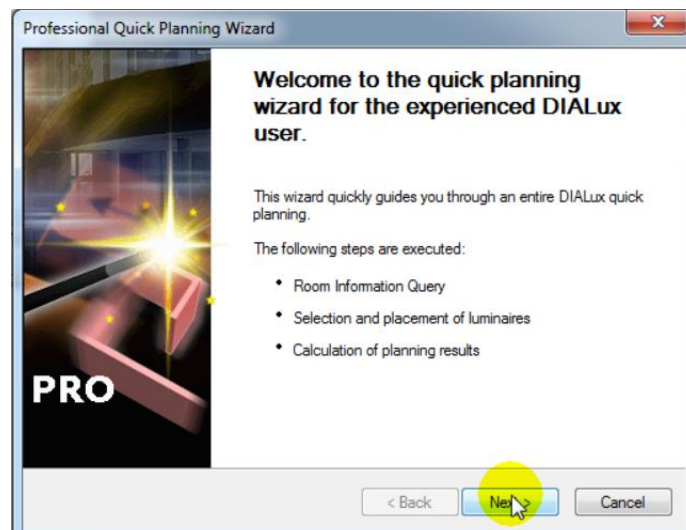 Professional Quick Planning Wizard
Welcome to the quick planning
wizard for the experienced DIALux
user.
This wizard quickly guides you through an entire DIALux quick
planning.
The following steps are executed:
• Room Information Query
• Selection and placement of luminaires
• Calculation of planning results
PRO
< Back
Next >
Cancel